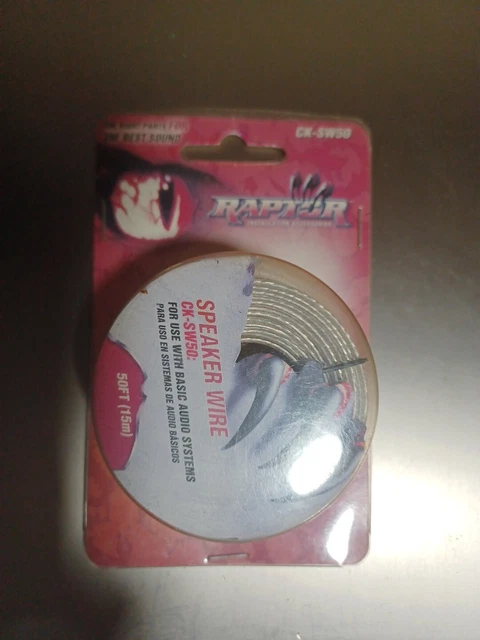 THE BEST SOUND
CK-SW50
RAPTOR
SPEAKER WIRE
CK-SW50:
FOR USE WITH BASIC AUDIO SYSTEMS
PARA USO EN SISTEMAS DE AUDIO BÁSICOS
50FT (15m)